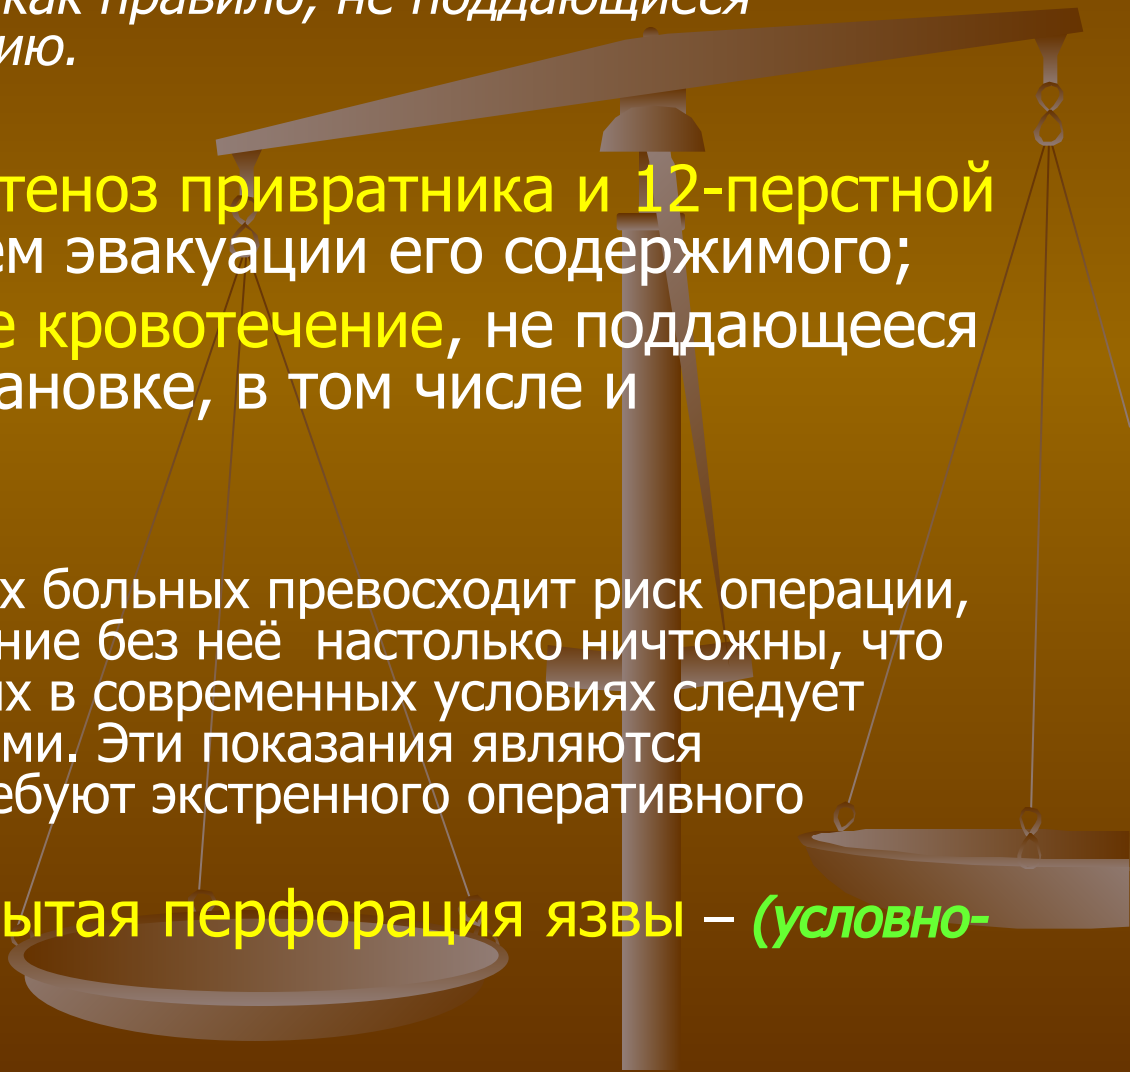 как правило, не поддающиеся
ию.
теноз привратника и 12-перстной
ем эвакуации его содержимого;
е кровотечение, не поддающееся
ановке, в том числе и
х больных превосходит риск операции,
ние без неё настолько ничтожны, что
ых в современных условиях следует
ми. Эти показания являются
ебуют экстренного оперативного
ытая перфорация язвы – (условно-